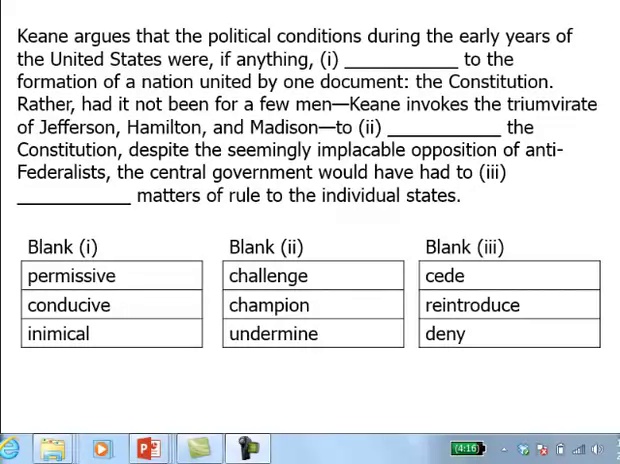 Keane argues that the political conditions during the early years of
the United States were, if anything, (i) ____________ to the
formation of a nation united by one document: the Constitution.
Rather, had it not been for a few men—Keane invokes the triumvirate
of Jefferson, Hamilton, and Madison—to (ii) ____________ the
Constitution, despite the seemingly implacable opposition of anti-
Federalists, the central government would have had to (iii)
____________ matters of rule to the individual states.
Blank (i) Blank (ii) Blank (iii)
permissive challenge cede
conducive champion reintroduce
inimical undermine deny
(4:16)